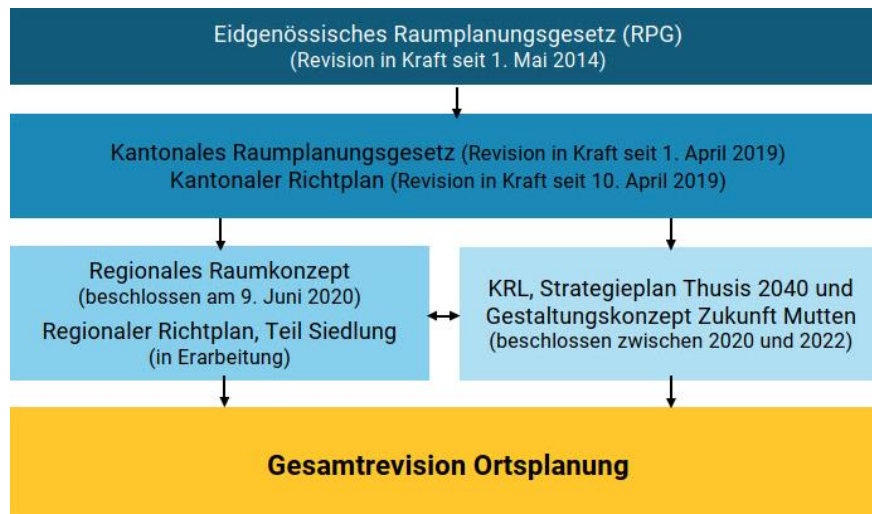 Eidgenössisches Raumplanungsgesetz (RPG)
(Revision in Kraft seit 1. Mai 2014)
Kantonales Raumplanungsgesetz (Revision in Kraft seit 1. April 2019)
Kantonaler Richtplan (Revision in Kraft seit 10. April 2019)
Regionales Raumkonzept
(beschlossen am 9. Juni 2020)
Regionaler Richtplan, Teil Siedlung
(in Erarbeitung)
KRL, Strategieplan Thusis 2040 und
Gestaltungskonzept Zukunft Mutten
(beschlossen zwischen 2020 und 2022)
Gesamtrevision Ortsplanung